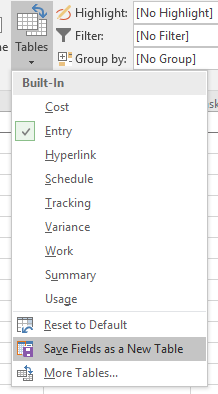 Highlight: [No Highlight]
Filter: [No Filter]
Tables
Group by: [No Group]
Built-In
Cost
Entry
Hyperlink
Schedule
Tracking
Variance
Work
Summary
Usage
Reset to Default
Save Fields as a New Table
More Tables...